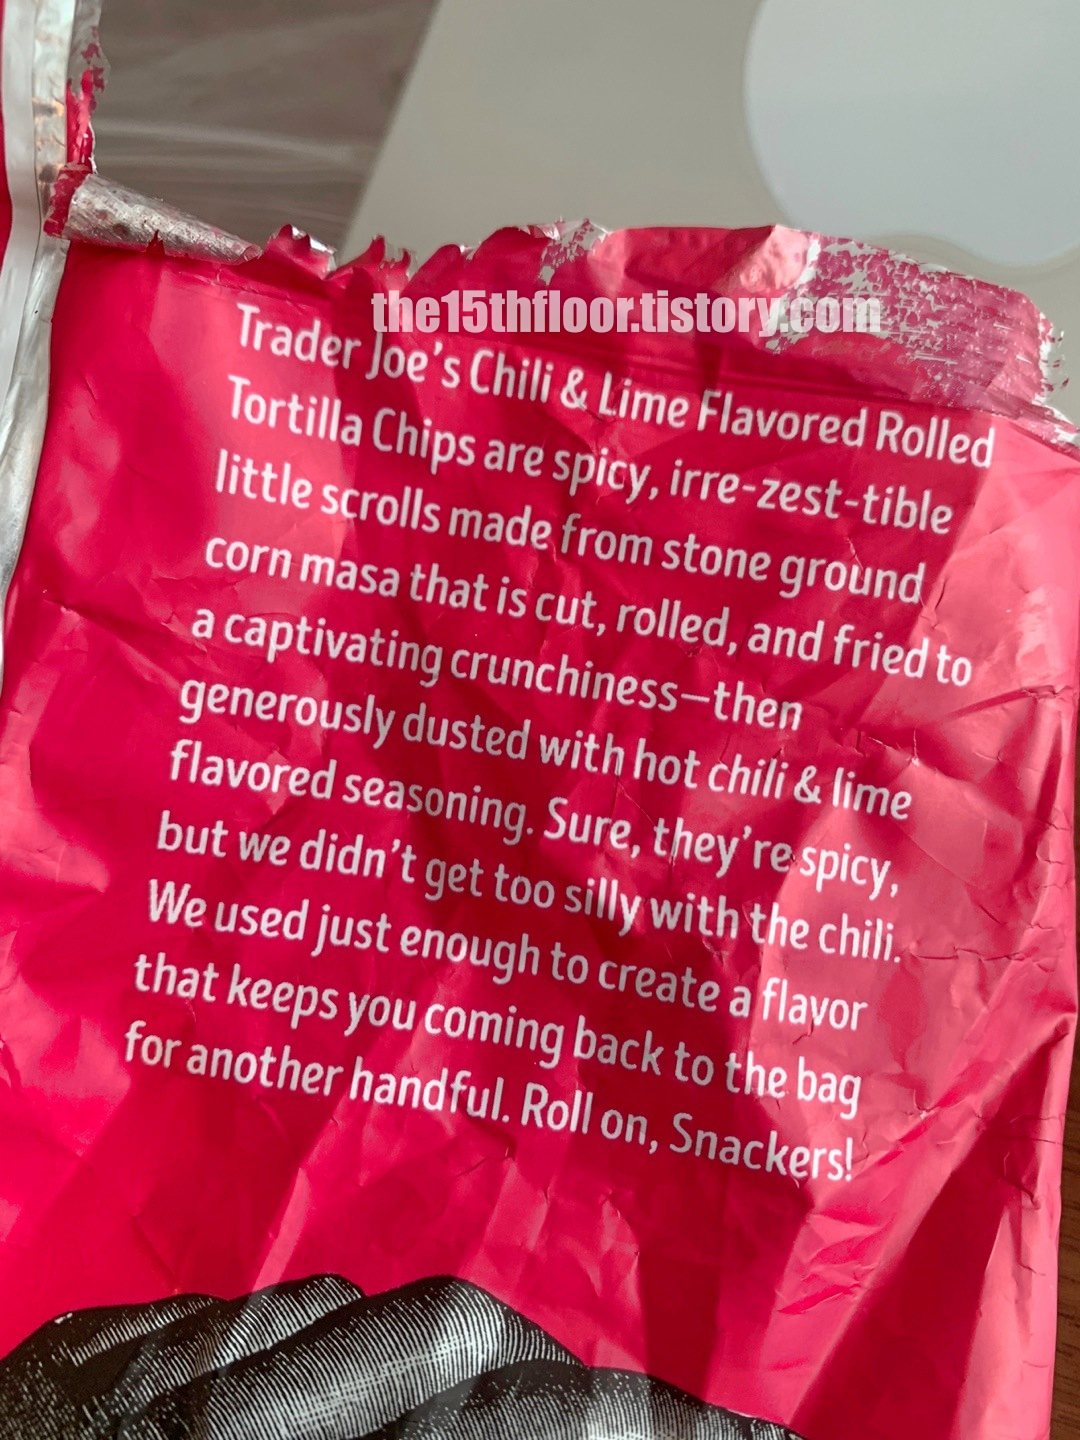 the15thfloor.tistory.com
Trader Joe's Chili & Lime Flavored Rolled
Tortilla Chips are spicy, irre-zest-tible
little scrolls made from stone ground
corn masa that is cut, rolled, and fried to
a captivating crunchiness—then
generously dusted with hot chili & lime
flavored seasoning. Sure, they're spicy,
but we didn't get too silly with the chili.
We used just enough to create a flavor
that keeps you coming back to the bag
for another handful. Roll on, Snackers!